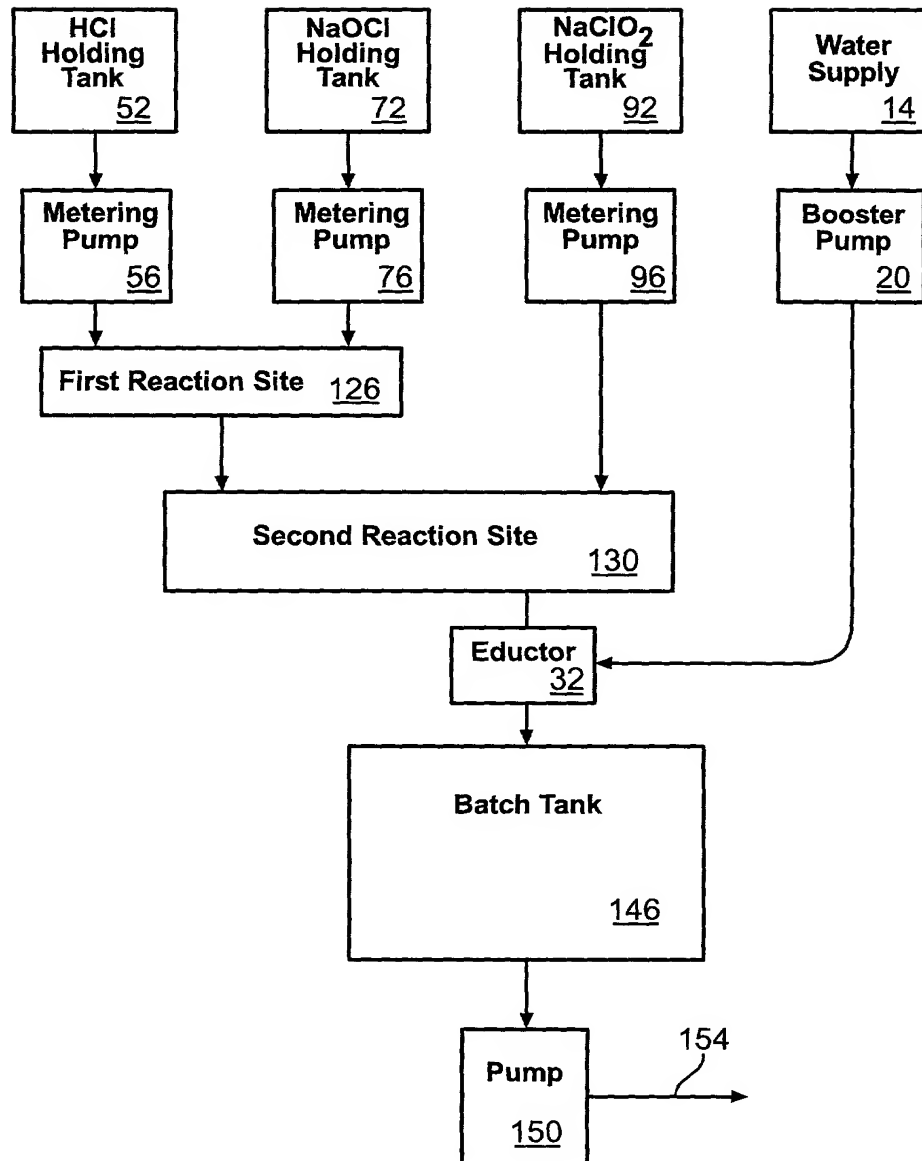 HCl
Holding
Tank
52
NaOCl
Holding
Tank
72
NaClO2
Holding
Tank
92
Water
Supply
14
Metering
Pump
56
Metering
Pump
76
Metering
Pump
96
Booster
Pump
20
First Reaction Site 126
Second Reaction Site
130
Eductor
32
Batch Tank
146
Pump
150
154